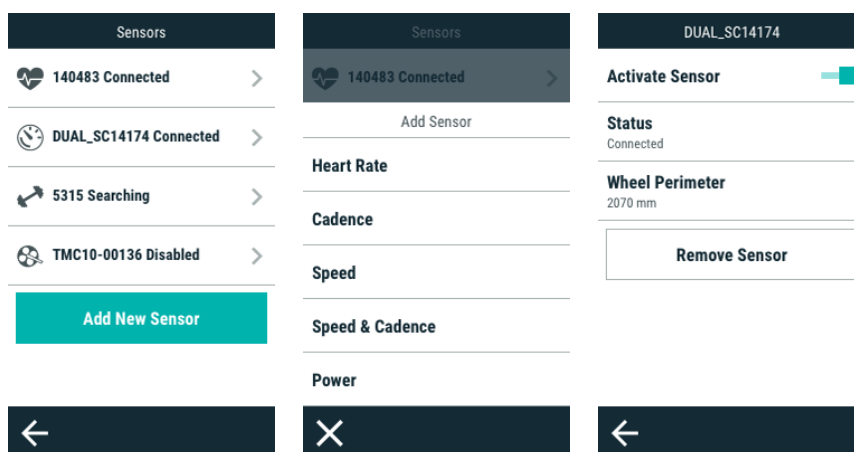 Sensors
140483 Connected
DUAL_SC14174 Connected
5315 Searching
TMC10-00136 Disabled
Add New Sensor
Sensors
140483 Connected
Add Sensor
Heart Rate
Cadence
Speed
Speed & Cadence
Power
DUAL_SC14174
Activate Sensor
Status
Connected
Wheel Perimeter
2070 mm
Remove Sensor